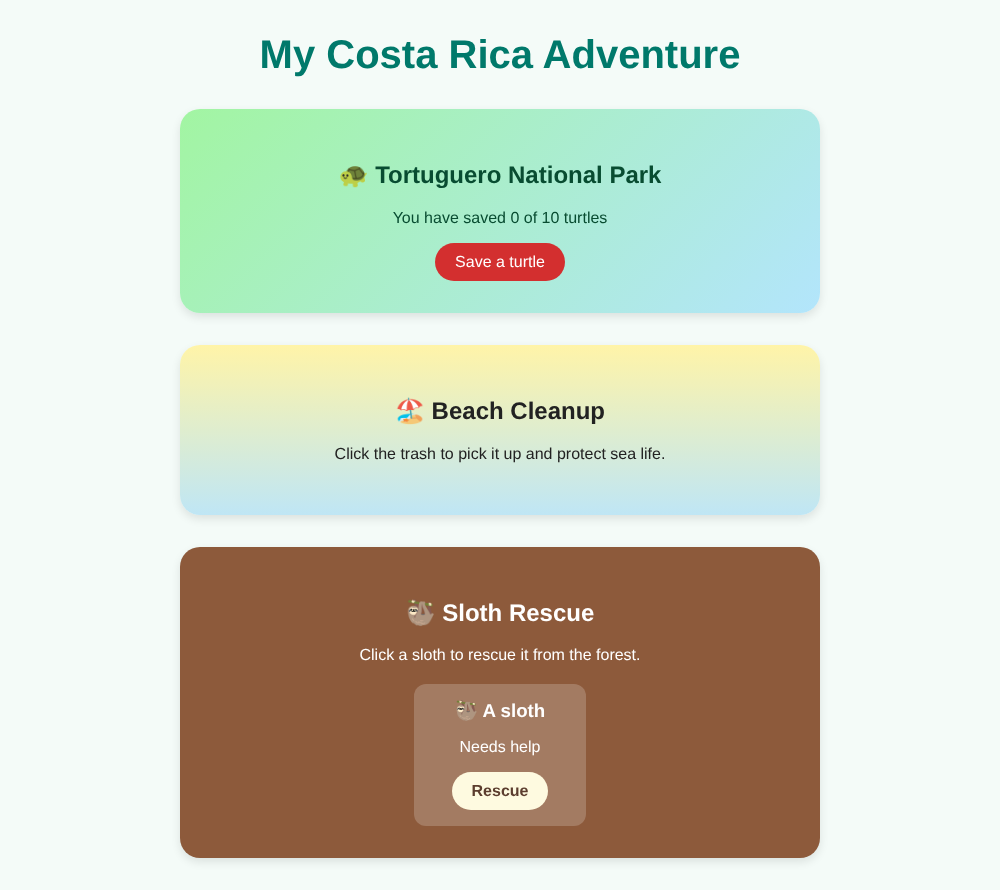 My Costa Rica Adventure
🐢 Tortuguero National Park
You have saved 0 of 10 turtles
Save a turtle
🏖️ Beach Cleanup
Click the trash to pick it up and protect sea life.
🦥 Sloth Rescue
Click a sloth to rescue it from the forest.
🦥 A sloth
Needs help
Rescue